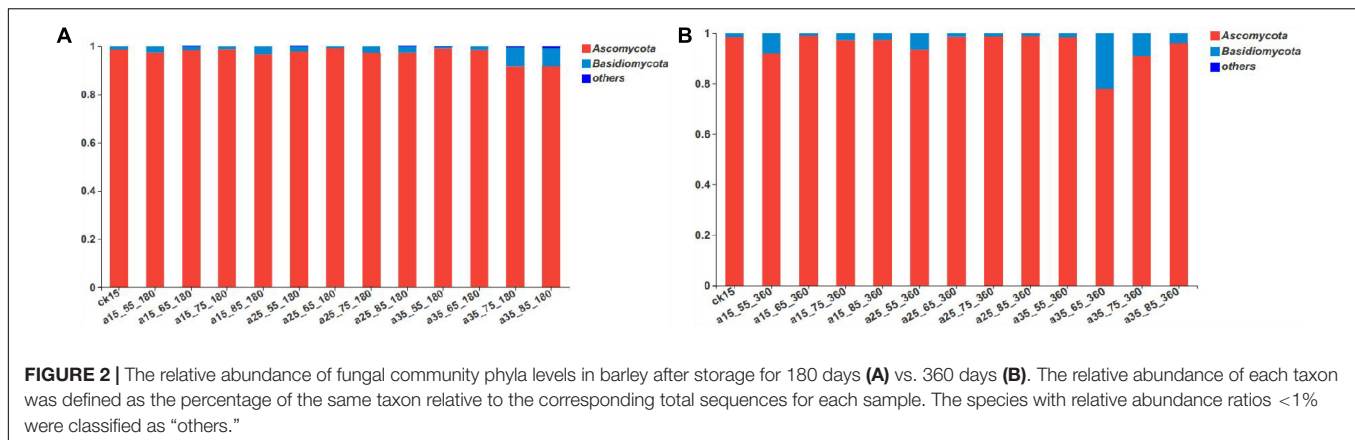 A
1
0.8
0.6
0.4
0.2
0
Ascomycota
Basidiomycota
others
ck15
a15_55_180
a15_65_180
a15_75_180
a15_85_180
a25_55_180
a25_65_180
a25_75_180
a25_85_180
a35_55_180
a35_65_180
a35_75_180
a35_85_180
B
1
0.8
0.6
0.4
0.2
0
Ascomycota
Basidiomycota
others
ck15
a15_55_360
a15_65_360
a15_75_360
a15_85_360
a25_55_360
a25_65_360
a25_75_360
a25_85_360
a35_55_360
a35_65_360
a35_75_360
a35_85_360
FIGURE 2 | The relative abundance of fungal community phyla levels in barley after storage for 180 days (A) vs. 360 days (B). The relative abundance of each taxon
was defined as the percentage of the same taxon relative to the corresponding total sequences for each sample. The species with relative abundance ratios <1%
were classified as “others.”